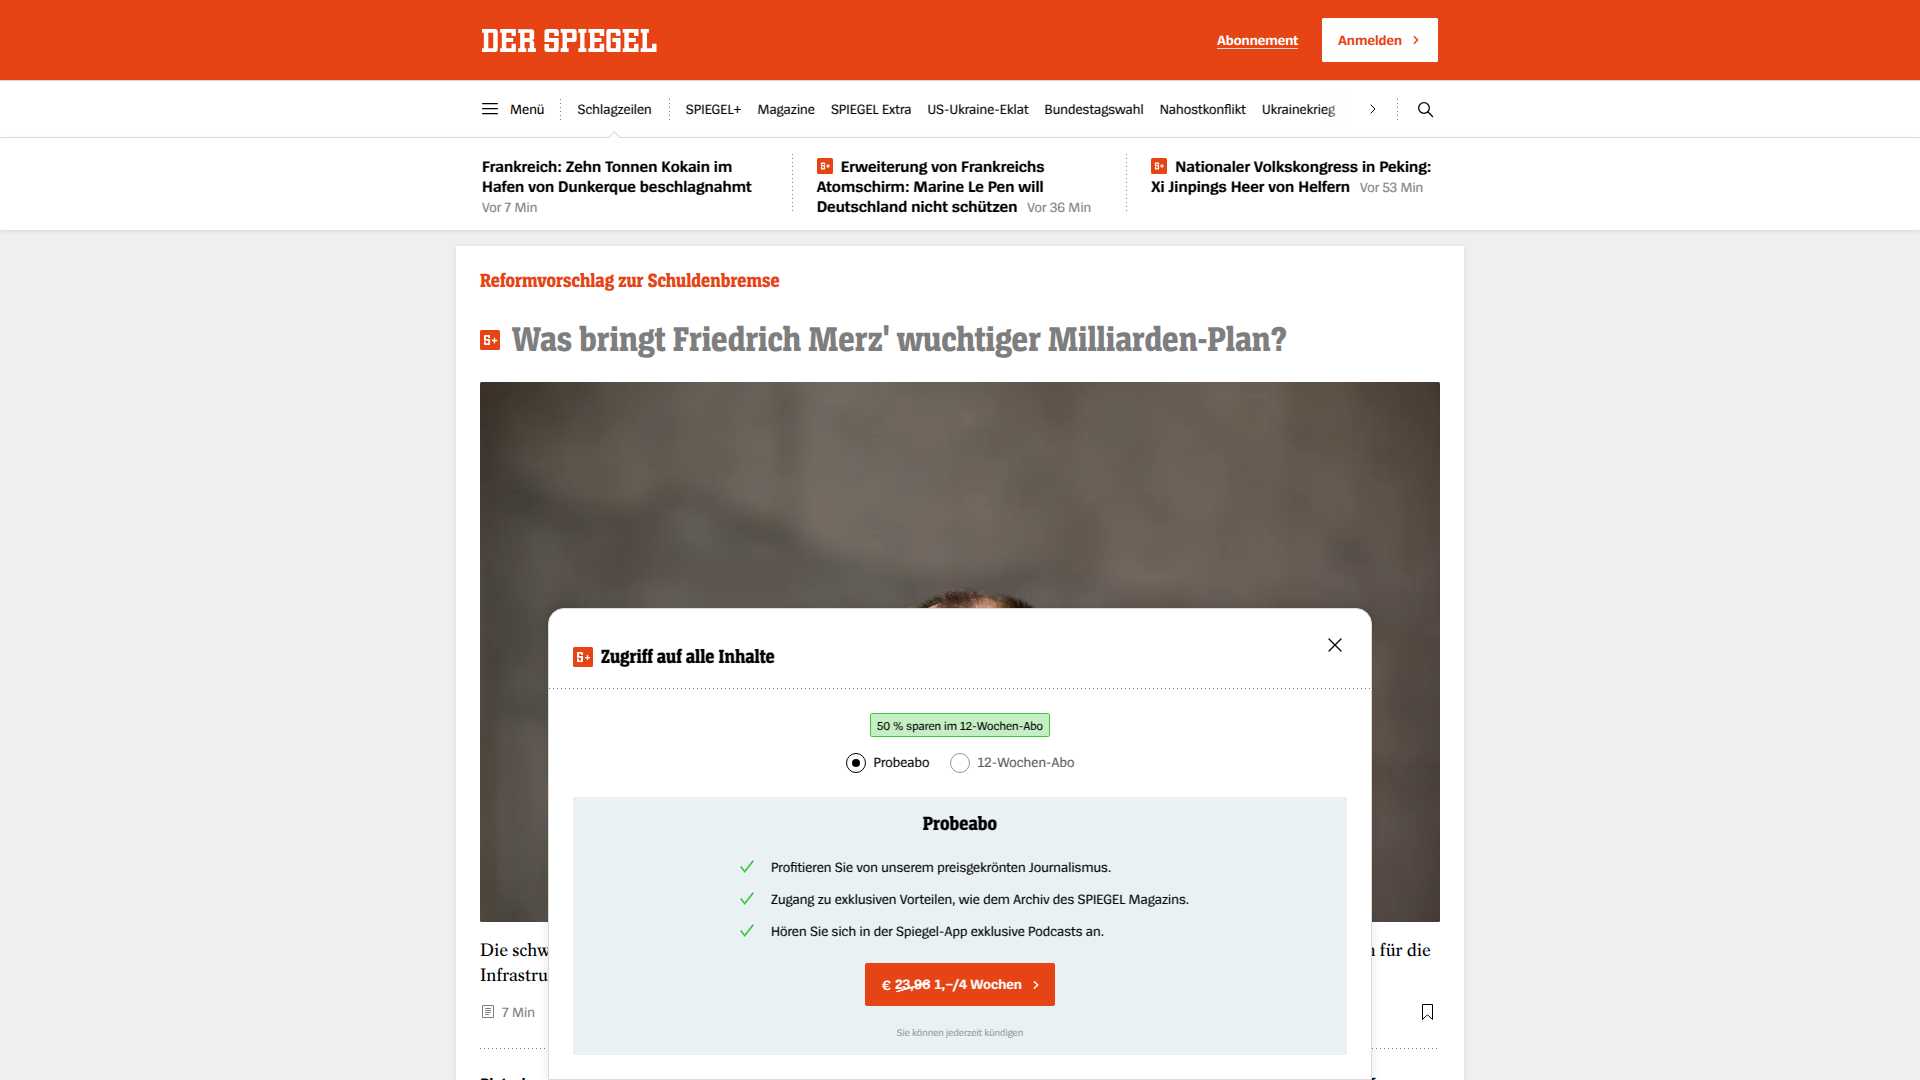 DER SPIEGEL
Abonnement
Anmelden
Menü
Schlagzeilen
SPIEGEL+
Magazine
SPIEGEL Extra
US-Ukraine-Eklat
Bundestagswahl
Nahostkonflikt
Ukrainekrieg
Frankreich: Zehn Tonnen Kokain im
Hafen von Dunkerque beschlagnahmt
Vor 7 Min
Erweiterung von Frankreichs
Atomschirm: Marine Le Pen will
Deutschland nicht schützen Vor 36 Min
Nationaler Volkskongress in Peking:
Xi Jinpings Heer von Helfern Vor 53 Min
Reformvorschlag zur Schuldenbremse
Was bringt Friedrich Merz' wuchtiger Milliarden-Plan?
Zugriff auf alle Inhalte
50 % sparen im 12-Wochen-Abo
Probeabo
12-Wochen-Abo
Probeabo
Profitieren Sie von unserem preisgekrönten Journalismus.
Zugang zu exklusiven Vorteilen, wie dem Archiv des SPIEGEL Magazins.
Hören Sie sich in der Spiegel-App exklusive Podcasts an.
€ 23,96 1,–/4 Wochen
Sie können jederzeit kündigen
Die schw
für die
Infrastru
7 Min